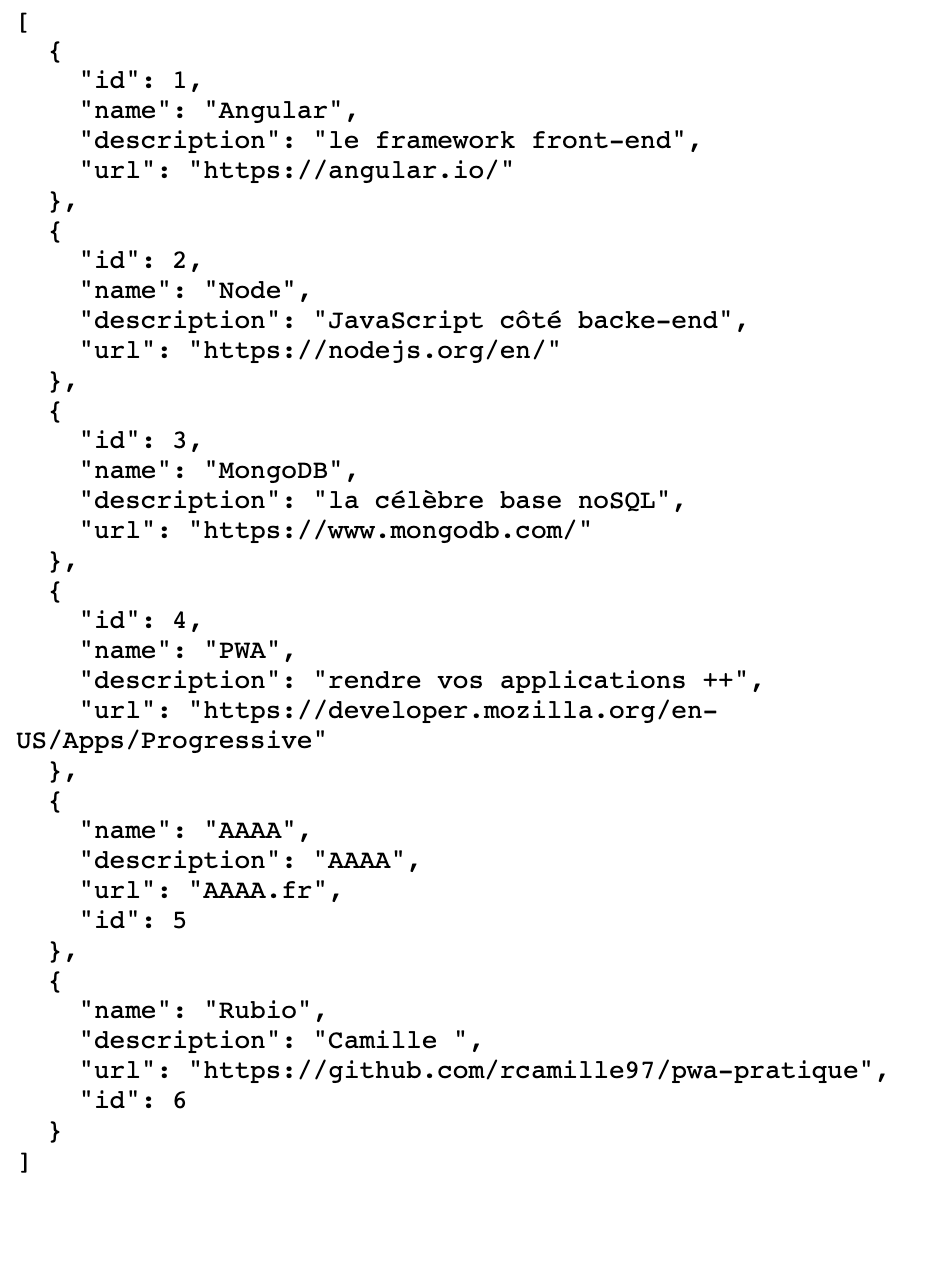 [
  {
    "id": 1,
    "name": "Angular",
    "description": "le framework front-end",
    "url": "https://angular.io/"
  },
  {
    "id": 2,
    "name": "Node",
    "description": "JavaScript côté backe-end",
    "url": "https://nodejs.org/en/"
  },
  {
    "id": 3,
    "name": "MongoDB",
    "description": "la célèbre base noSQL",
    "url": "https://www.mongodb.com/"
  },
  {
    "id": 4,
    "name": "PWA",
    "description": "rendre vos applications ++",
    "url": "https://developer.mozilla.org/en-
US/Apps/Progressive"
  },
  {
    "name": "AAAA",
    "description": "AAAA",
    "url": "AAAA.fr",
    "id": 5
  },
  {
    "name": "Rubio",
    "description": "Camille ",
    "url": "https://github.com/rcamille97/pwa-pratique",
    "id": 6
  }
]